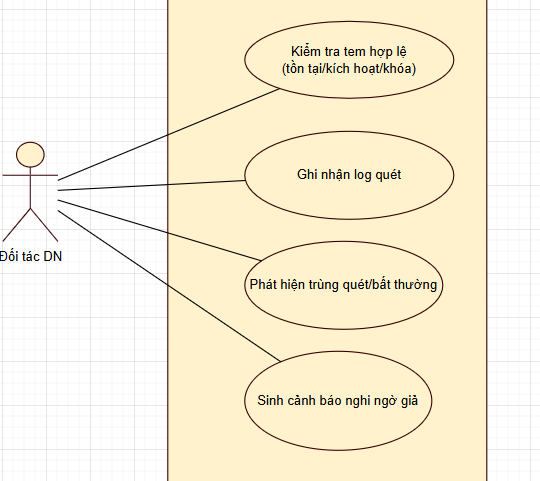 Kiểm tra tem hợp lệ
(tồn tại/kích hoạt/khóa)
Ghi nhận log quét
Đối tác DN
Phát hiện trùng quét/bất thường
Sinh cảnh báo nghi ngờ giả